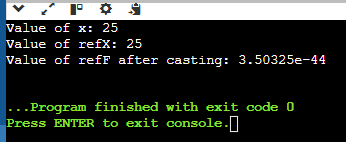 Value of x: 25
Value of refX: 25
Value of refF after casting: 3.50325e-44
...Program finished with exit code 0
Press ENTER to exit console.